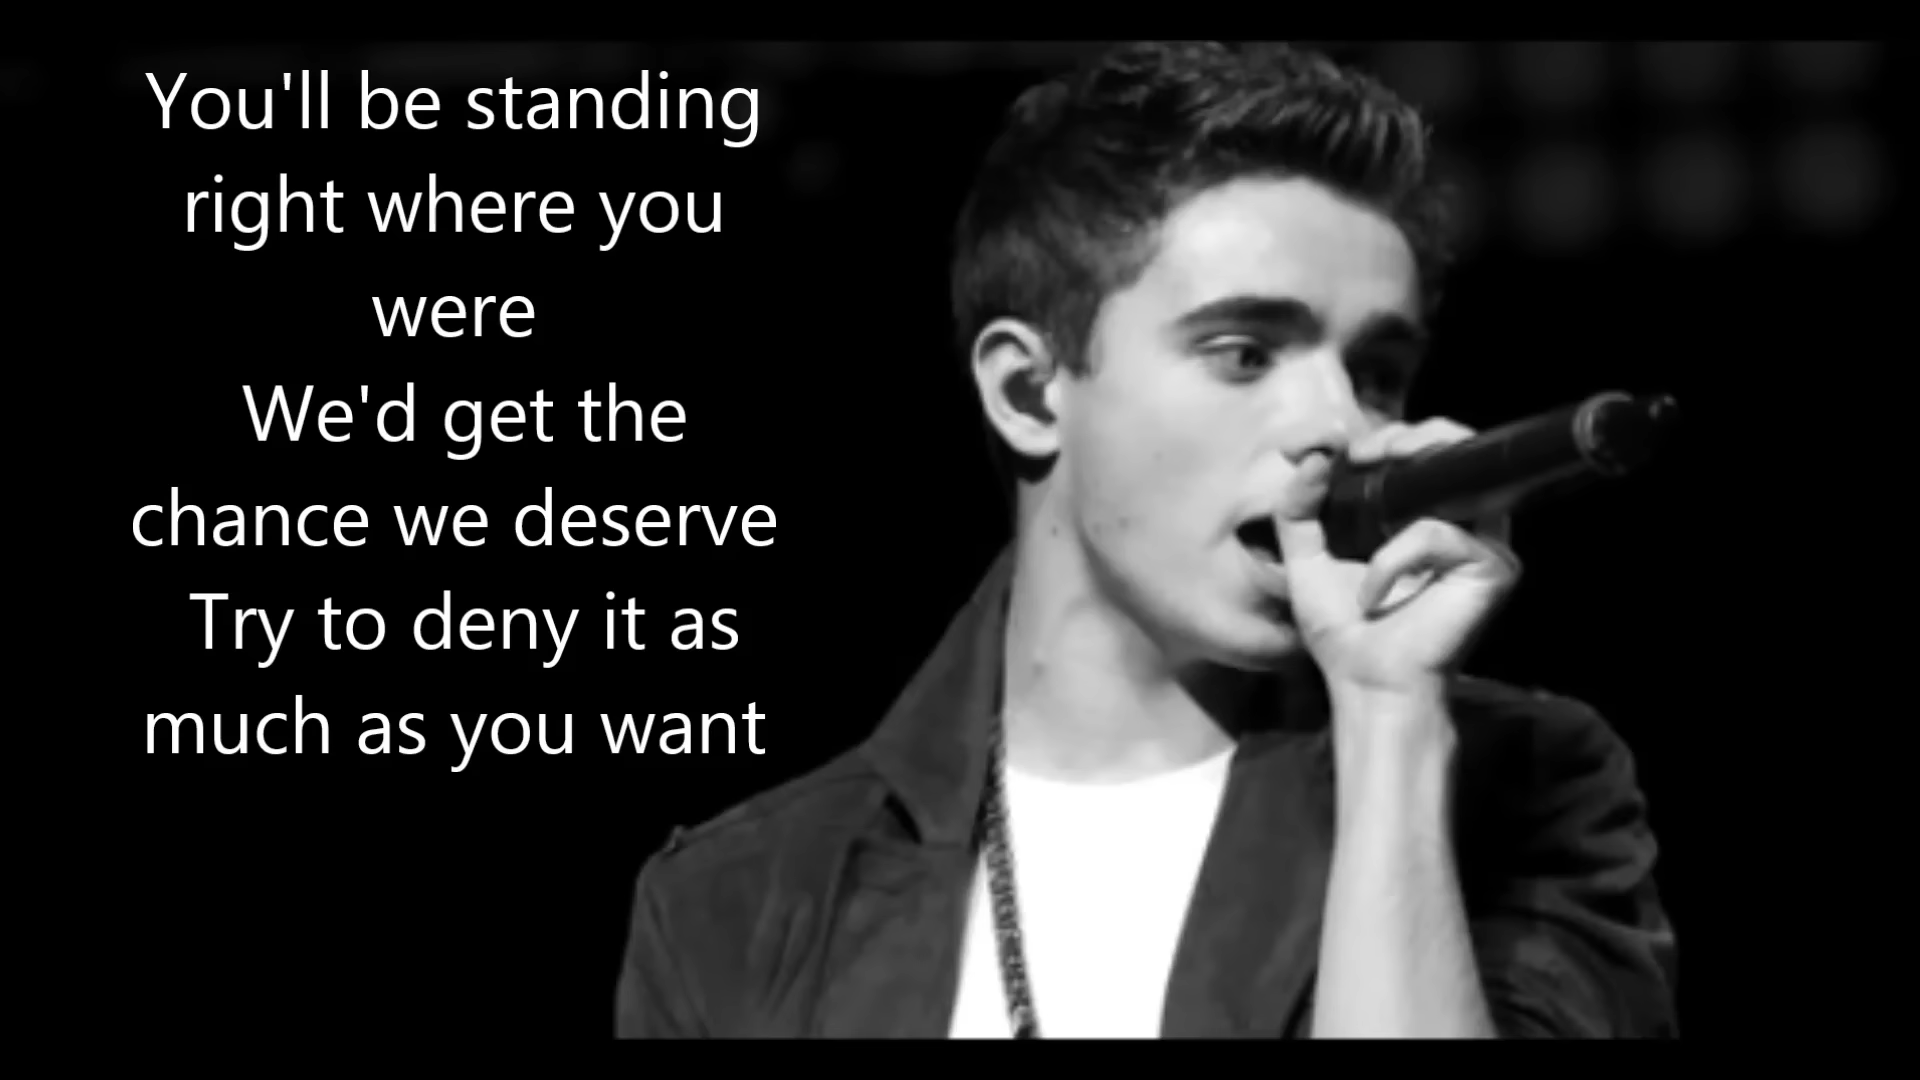 You'll be standing
right where you
were
We'd get the
chance we deserve
Try to deny it as
much as you want